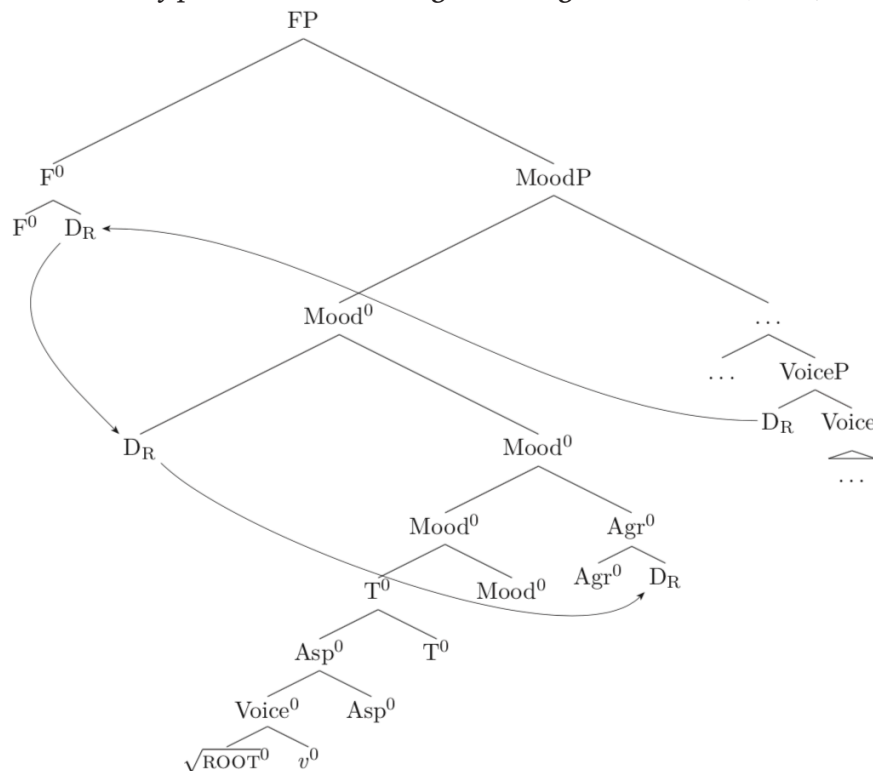 FP
F⁰ MoodP
F⁰ D_R
Mood⁰ ...
... VoiceP
D_R Mood⁰ D_R Voice
...
Mood⁰ Agr⁰
T⁰ Mood⁰ Agr⁰ D_R
Asp⁰ T⁰
Voice⁰ Asp⁰
√ROOT⁰ v⁰